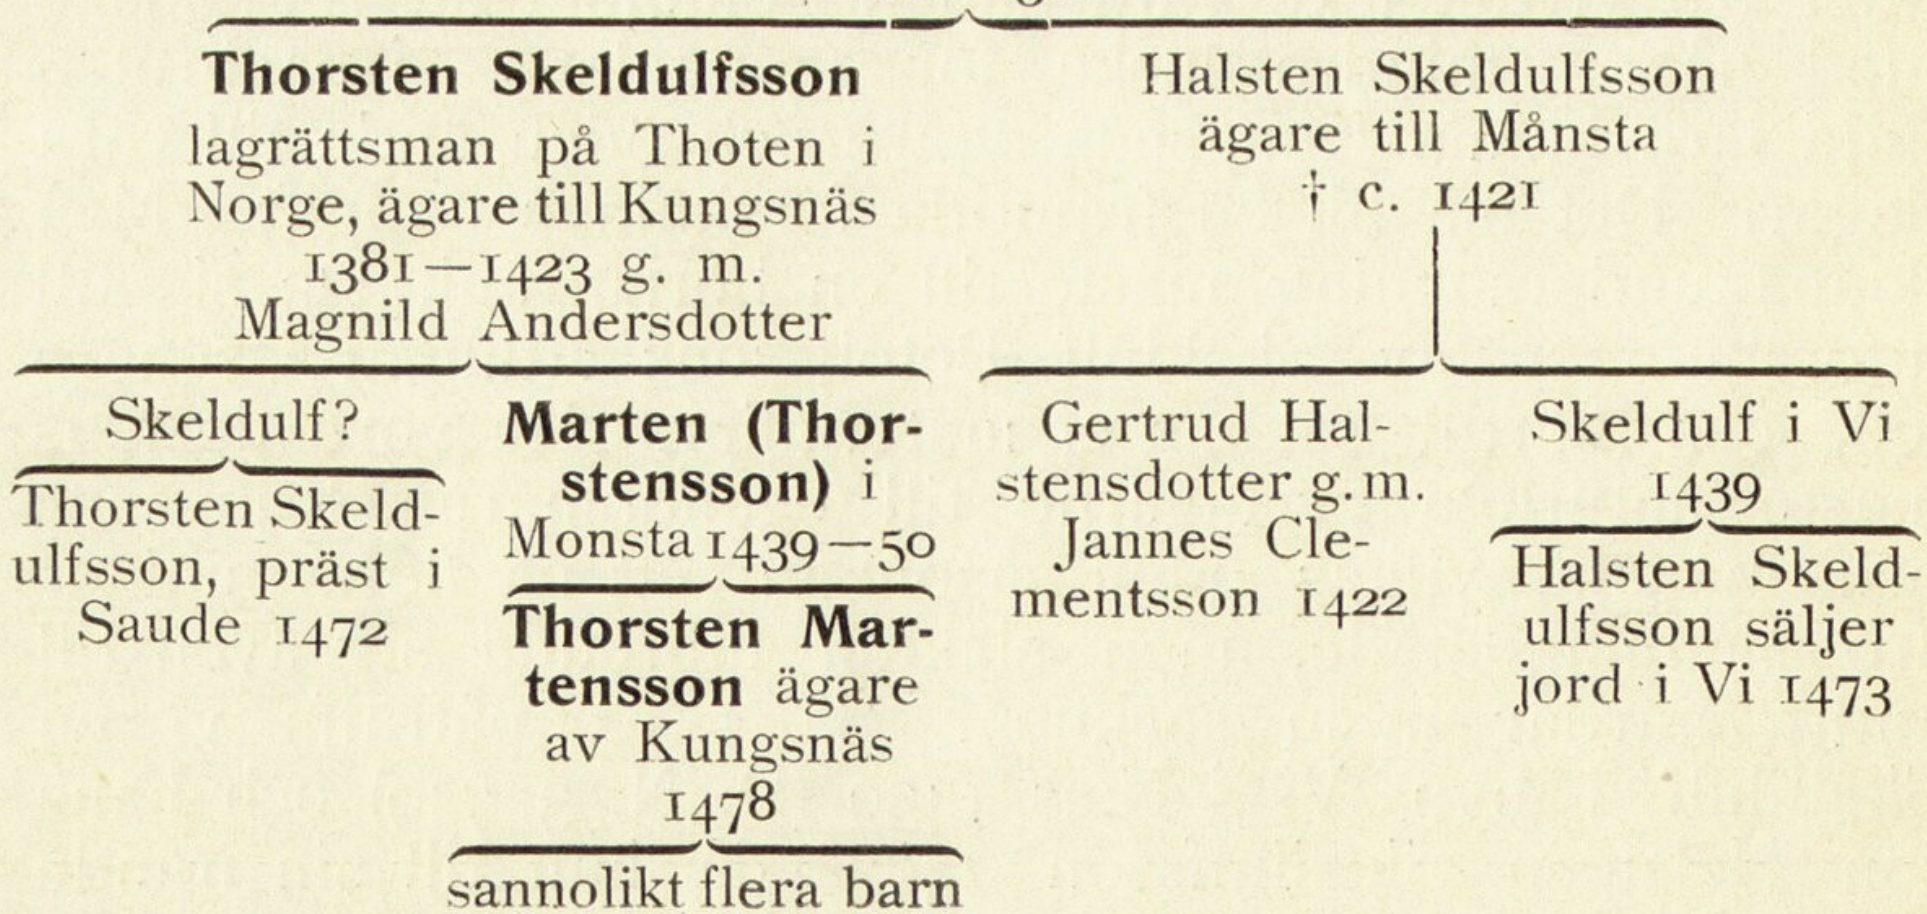 Thorsten Skeldulfsson
lagrättsman på Thoten i
Norge, ägare till Kungsnäs
1381—1423 g. m.
Magnild Andersdotter
Halsten Skeldulfsson
ägare till Månsta
† c. 1421
Skeldulf?
Thorsten Skeld-
ulfsson, präst i
Saude 1472
Marten (Thor-
stensson) i
Monsta 1439—50
Thorsten Mar-
tensson ägare
av Kungsnäs
1478
sannolikt flera barn
Gertrud Hal-
stensdotter g. m.
Jannes Cle-
mentsson 1422
Skeldulf i Vi
1439
Halsten Skeld-
ulfsson säljer
jord i Vi 1473